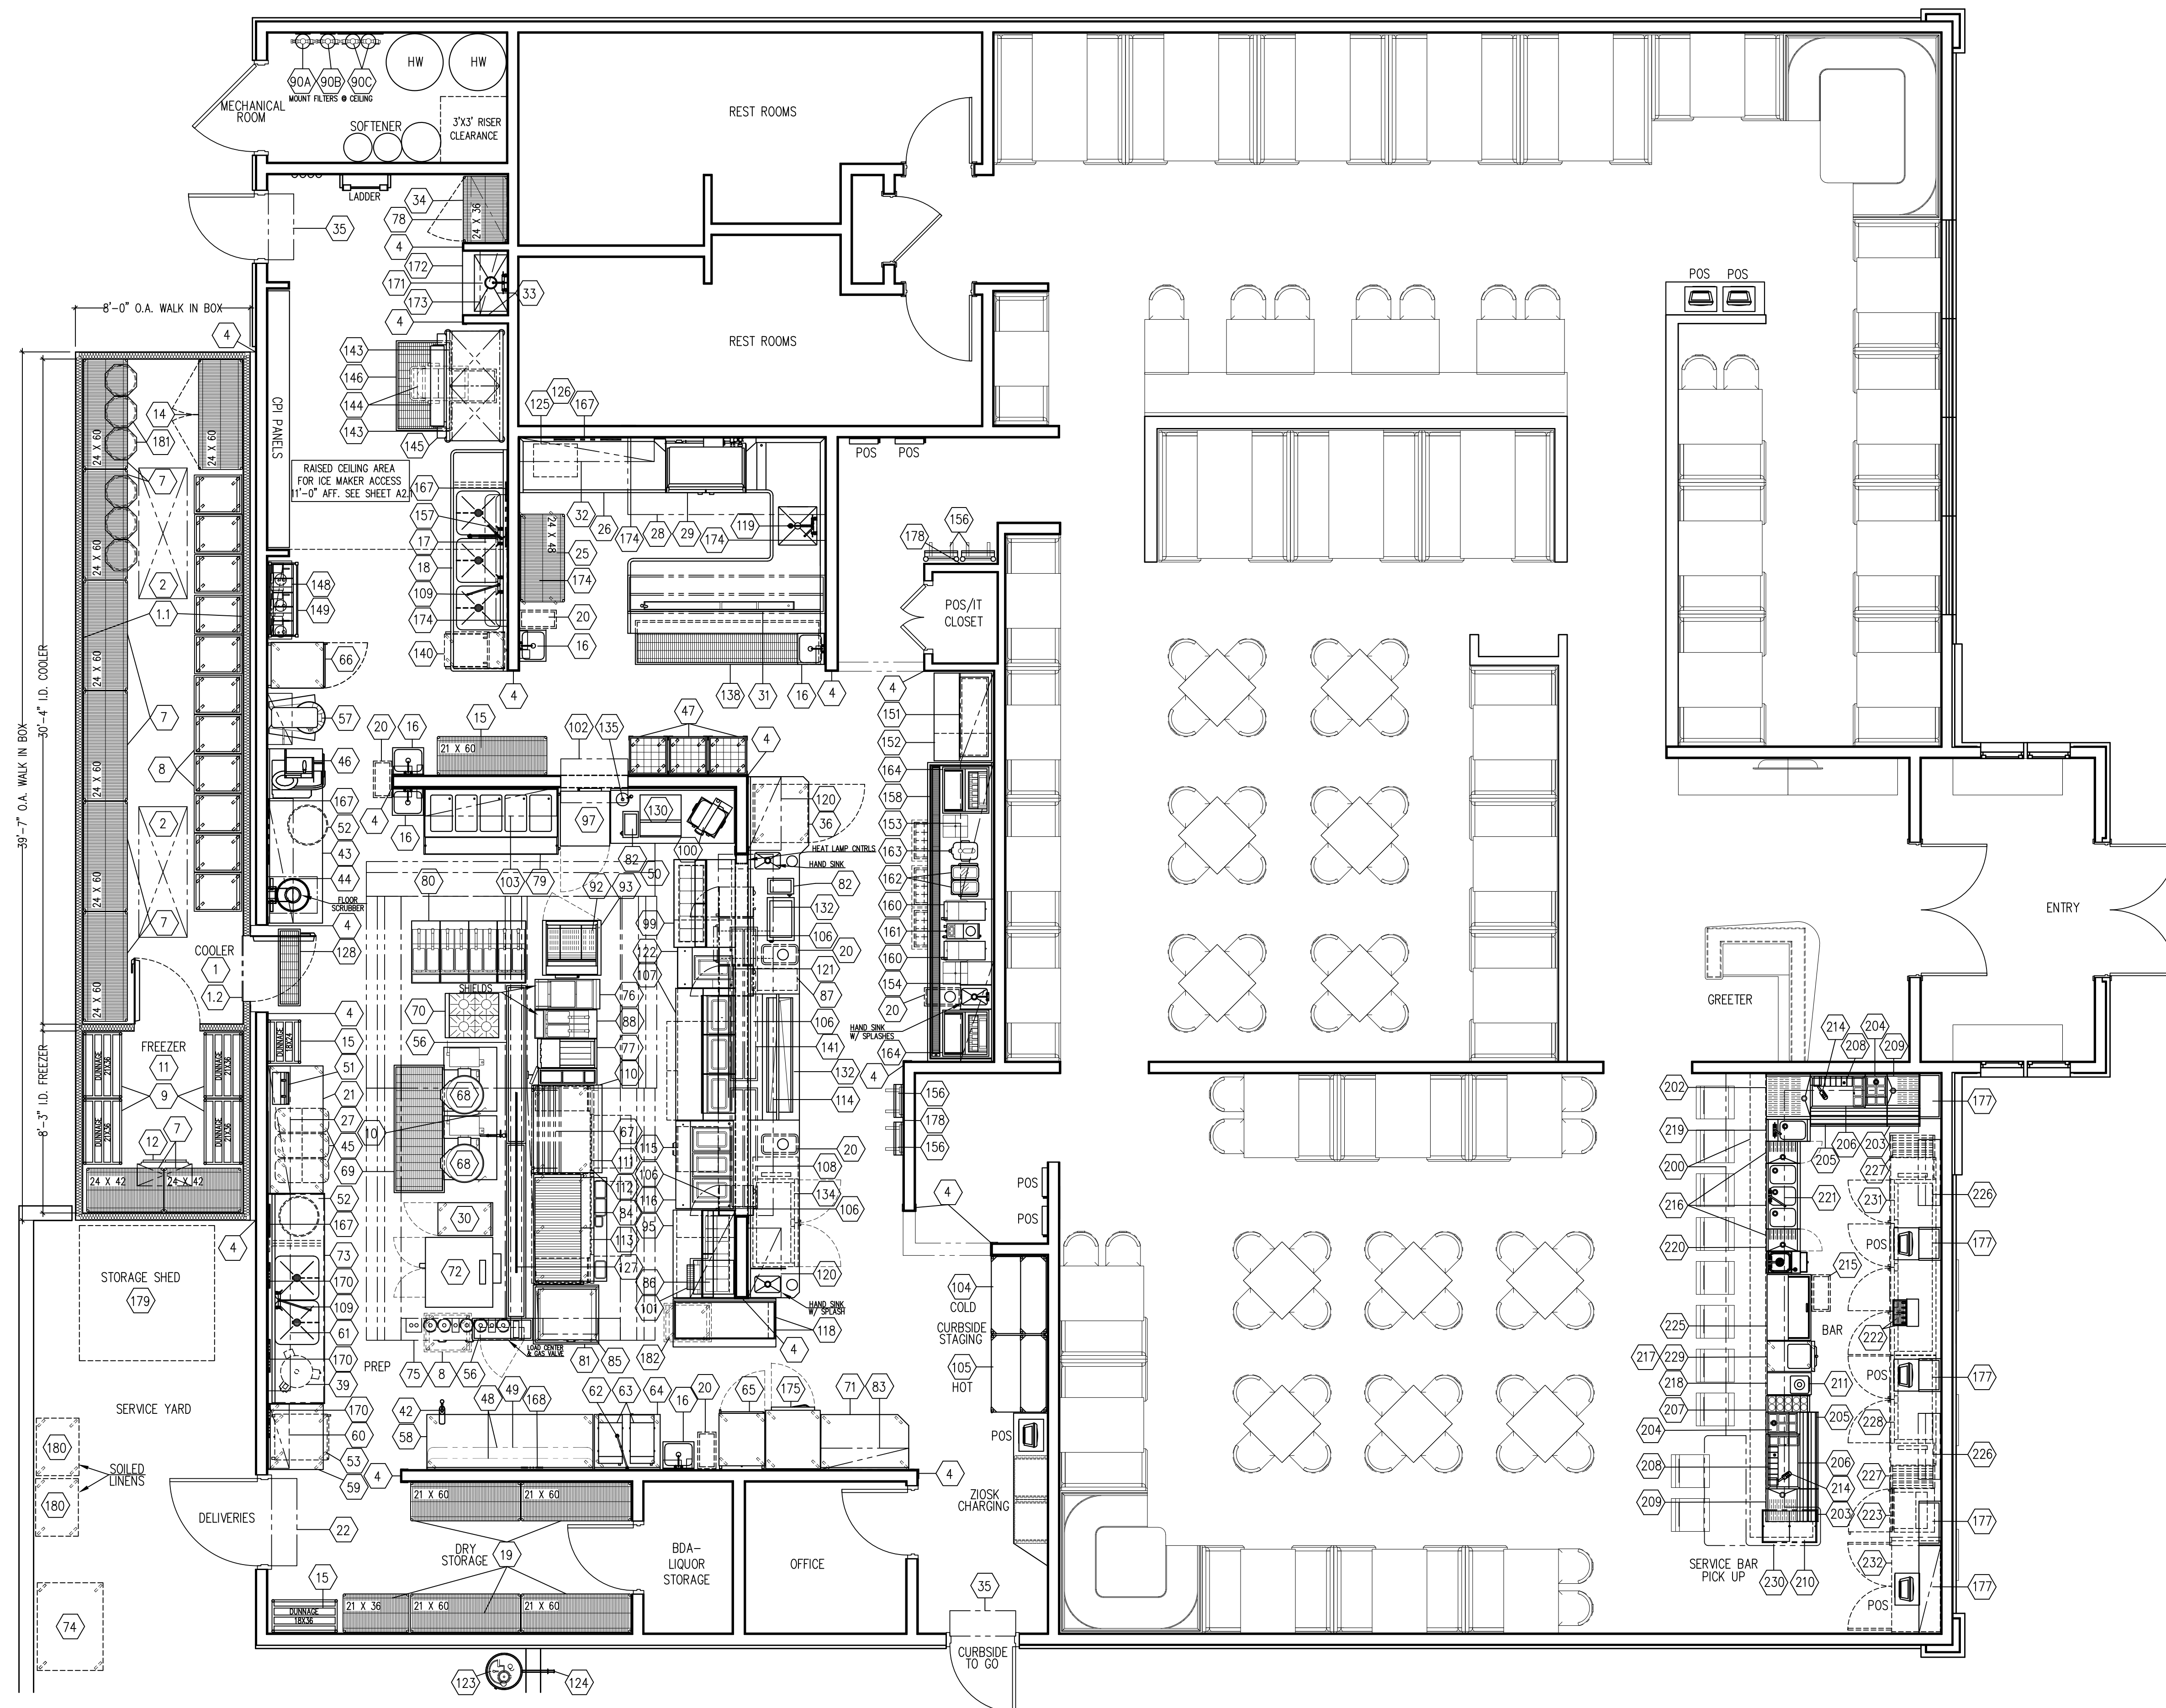 HW
HW
90A
90B
90C
MOUNT FILTERS @ CEILING
MECHANICAL
ROOM
SOFTENER
3'X3' RISER
CLEARANCE
REST ROOMS
LADDER
34
78
24 X 36
35
4
172
171
173
33
4
8'-0" O.A. WALK IN BOX
4
REST ROOMS
POS
POS
143
146
144
143
145
CPI PANELS
RAISED CEILING AREA
FOR ICE MAKER ACCESS
11'-0" AFF. SEE SHEET A2.1
14
181
24 X 60
24 X 60
7
2
1.1
24 X 60
39'-7" O.A. WALK IN BOX
30'-4" I.D. COOLER
125
126
167
POS
POS
167
157
17
18
109
174
140
32
26
174
28
29
174
119
24 X 48
25
174
20
16
4
138
31
16
4
178
156
POS/IT
CLOSET
148
149
66
57
46
24 X 60
7
8
24 X 60
2
24 X 60
7
24 X 60
20
16
15
21 X 60
102
135
47
4
4
151
152
164
158
153
163
162
160
161
160
154
20
HAND SINK
W/ SPLASHES
164
4
167
52
43
44
FLOOR
SCRUBBER
4
128
4
16
97
130
82
120
36
100
HEAT LAMP CNTRLS
HAND SINK
80
103
79
92
93
50
99
122
107
82
132
106
20
121
87
106
141
132
114
COOLER
1
1.2
SHIELDS
70
56
76
88
77
110
4
15
DUNNAGE
18X24
51
21
27
45
10
69
68
68
67
111
115
112
106
84
116
113
95
127
86
101
20
108
134
106
120
HAND SINK
W/ SPLASH
8'-3" I.D. FREEZER
FREEZER
11
9
DUNNAGE
21X36
DUNNAGE
21X36
DUNNAGE
21X36
DUNNAGE
21X36
12
7
24 X 42
24 X 42
4
52
167
73
170
109
61
170
39
170
60
53
59
30
72
STORAGE SHED
179
SERVICE YARD
180
180
SOILED
LINENS
PREP
75
8
56
LOAD CENTER
& GAS VALVE
81
85
182
118
4
42
58
48
49
168
62
63
64
16
20
65
175
71
83
4
4
DELIVERIES
22
21 X 60
21 X 60
DRY
STORAGE
19
BDA-
LIQUOR
STORAGE
OFFICE
15
DUNNAGE
18X36
21 X 36
21 X 60
21 X 60
74
123
124
156
178
156
4
POS
POS
104
COLD
CURBSIDE
STAGING
105
HOT
POS
ZIOSK
CHARGING
35
CURBSIDE
TO GO
ENTRY
GREETER
214
204
208
209
202
177
219
200
206
205
203
227
231
226
216
221
220
POS
177
215
225
BAR
222
217
229
218
211
POS
177
207
204
205
228
208
206
226
214
227
209
203
223
177
SERVICE BAR
PICK UP
230
210
232
177
POS